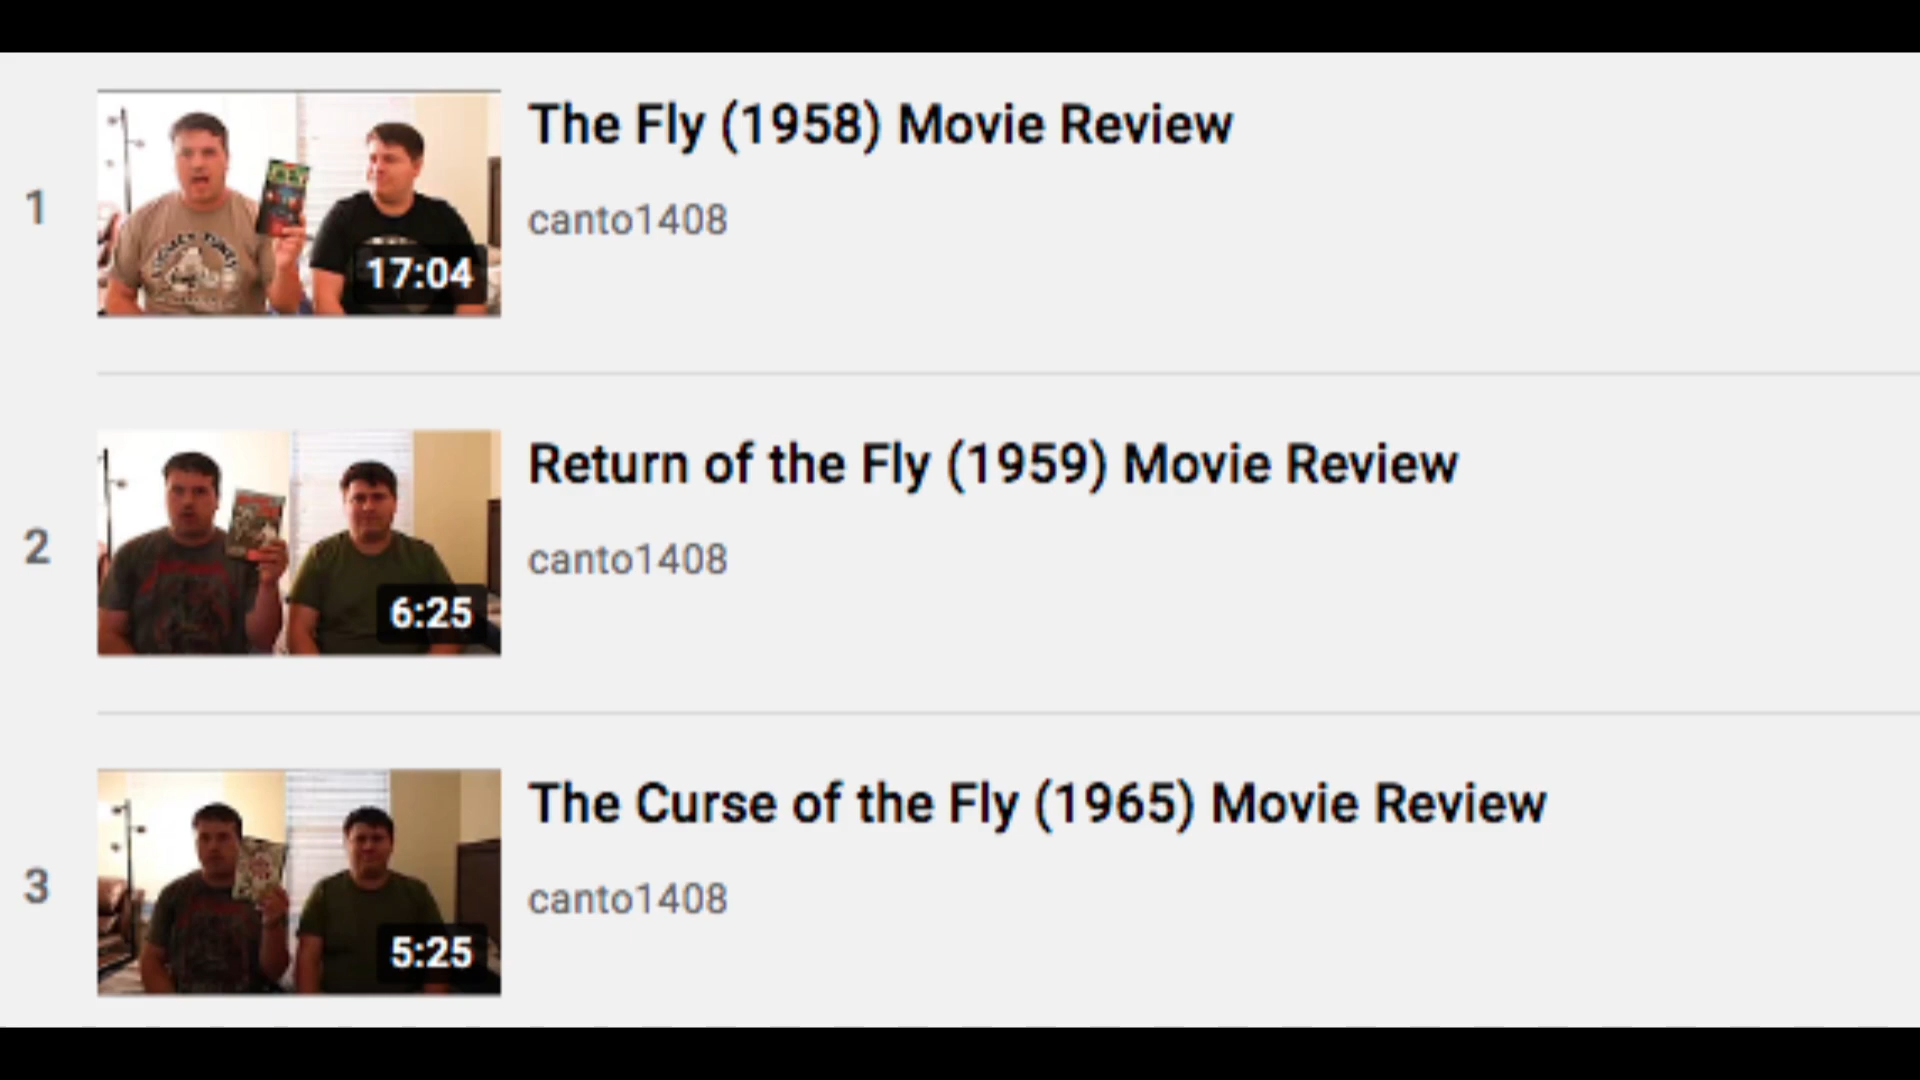 1
The Fly (1958) Movie Review
canto1408
17:04
2
Return of the Fly (1959) Movie Review
canto1408
6:25
3
The Curse of the Fly (1965) Movie Review
canto1408
5:25